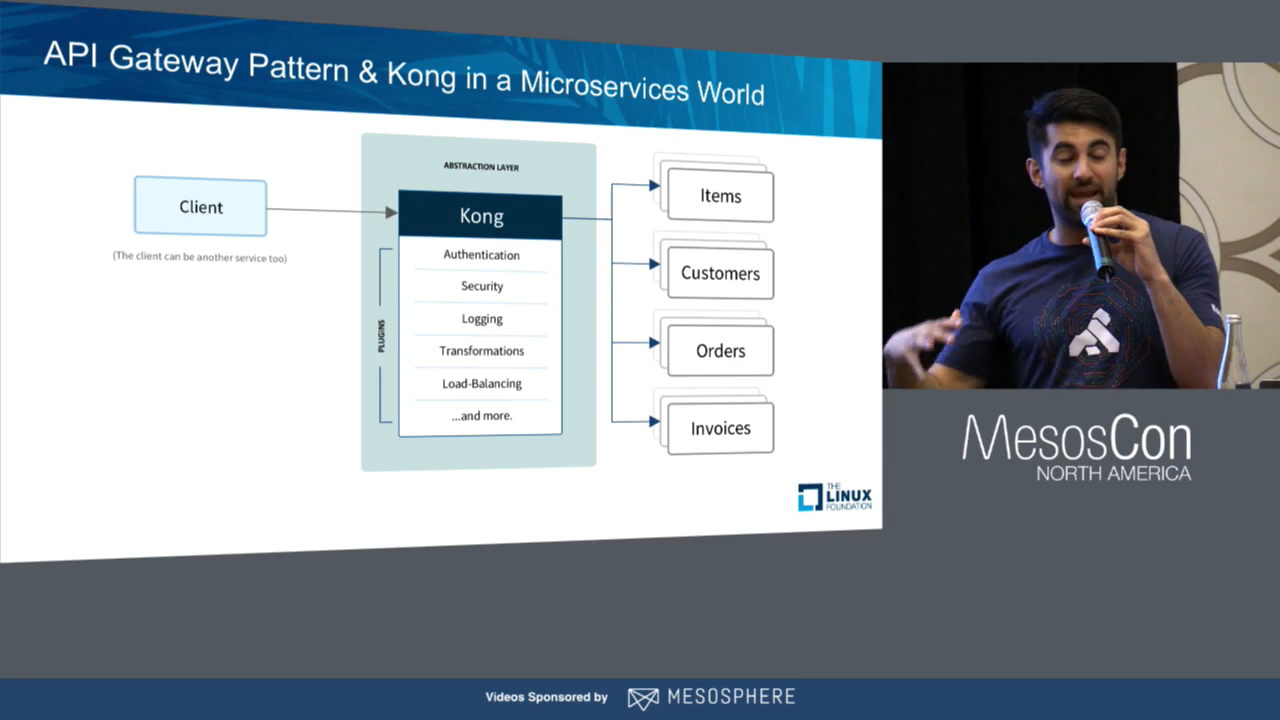 API Gateway Pattern & Kong in a Microservices World
ABSTRACTION LAYER
Client
(The client can be another service too)
Kong
PLUGINS
Authentication
Security
Logging
Transformations
Load-Balancing
...and more.
Items
Customers
Orders
Invoices
THE
LINUX
FOUNDATION
MesosCon
NORTH AMERICA
Videos Sponsored by MESOSPHERE